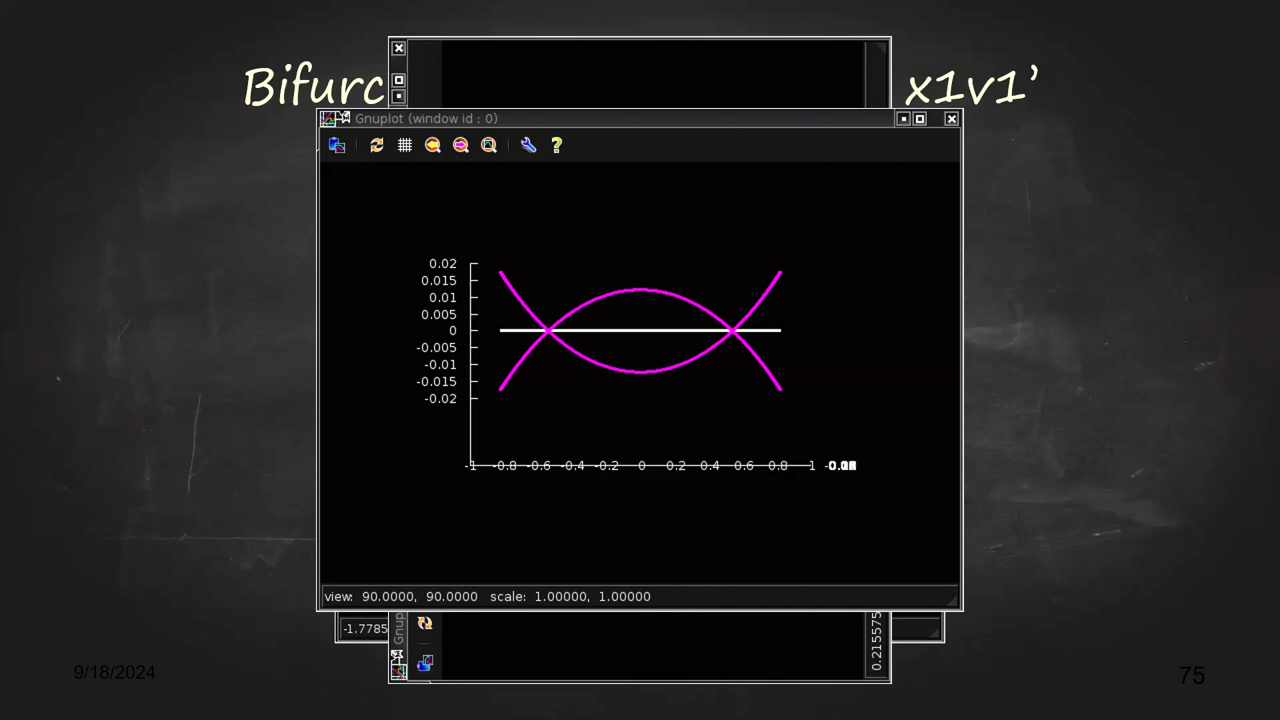 Bifurc x1v1’
Gnuplot (window id : 0)
0.02
0.015
0.01
0.005
0
-0.005
-0.01
-0.015
-0.02
-1 -0.8 -0.6 -0.4 -0.2 0 0.2 0.4 0.6 0.8 1
view: 90.0000, 90.0000 scale: 1.00000, 1.00000
-1.7785
Gnup
0.215575
9/18/2024
75